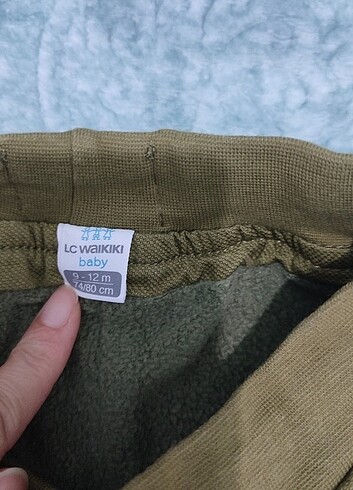 LC WAIKIKI
baby
9 - 12 m
74/80 cm